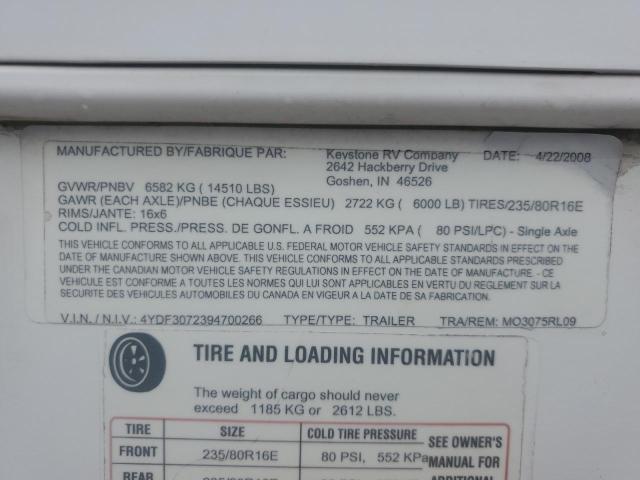 MANUFACTURED BY/FABRIQUE PAR: Keystone RV Company DATE: 4/22/2008
2642 Hackberry Drive
Goshen, IN 46526
GVWR/PNBV 6582 KG ( 14510 LBS)
GAWR (EACH AXLE)/PNBE (CHAQUE ESSIEU) 2722 KG ( 6000 LB) TIRES/235/80R16E
RIMS/JANTE: 16x6
COLD INFL. PRESS./PRESS. DE GONFL. A FROID 552 KPA ( 80 PSI/LPC) - Single Axle
THIS VEHICLE CONFORMS TO ALL APPLICABLE U.S. FEDERAL MOTOR VEHICLE SAFETY STANDARDS IN EFFECT ON THE
DATE OF MANUFACTURE SHOWN ABOVE. THIS VEHICLE CONFORMS TO ALL APPLICABLE STANDARDS PRESCRIBED
UNDER THE CANADIAN MOTOR VEHICLE SAFETY REGULATIONS IN EFFECT ON THE DATE OF MANUFACTURE. - CE
VEHICULE EST CONFORME A TOUTES LES NORMES QUI LUI SONT APPLICABLES EN VERTU DU REGLEMENT SUR LA
SECURITE DES VEHICULES AUTOMOBILES DU CANADA EN VIGEUR A LA DATE DE SA FABRICATION
V.I.N. / N.I.V.: 4YDF3072394700266 TYPE/TYPE: TRAILER TRA/REM: MO3075RL09
TIRE AND LOADING INFORMATION
The weight of cargo should never
exceed 1185 KG or 2612 LBS.
TIRE SIZE COLD TIRE PRESSURE SEE OWNER'S
FRONT 235/80R16E 80 PSI, 552 KPa MANUAL FOR
REAR 235/80R16E ADDITIONAL